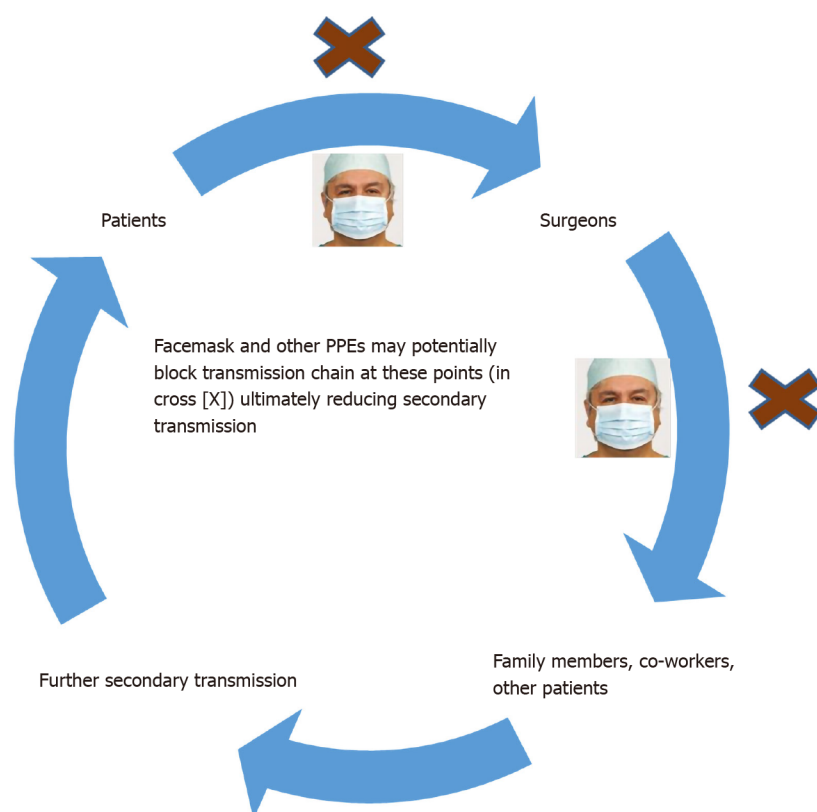 Patients
Surgeons
Facemask and other PPEs may potentially
block transmission chain at these points (in
cross [X]) ultimately reducing secondary
transmission
Family members, co-workers,
other patients
Further secondary transmission